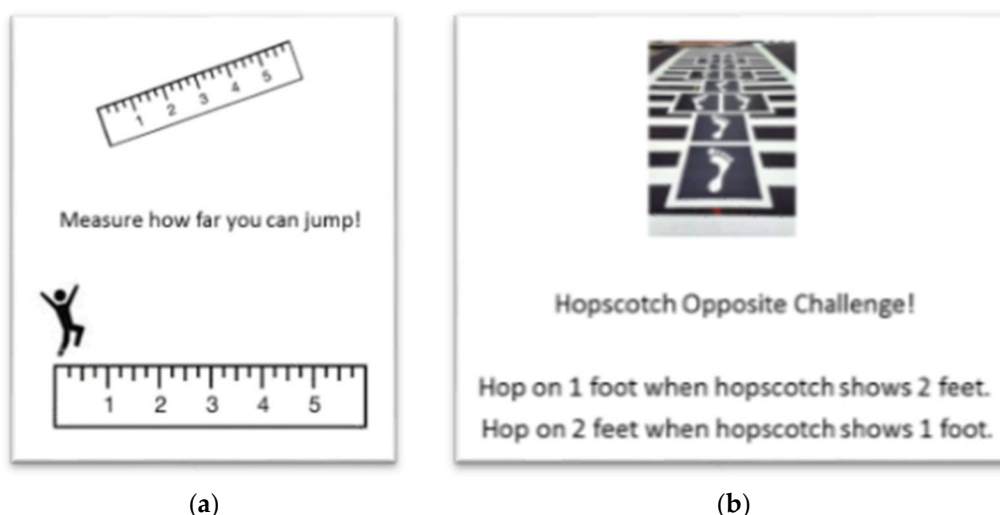 1 2 3 4 5
Measure how far you can jump!
1 2 3 4 5
Hopscotch Opposite Challenge!
Hop on 1 foot when hopscotch shows 2 feet.
Hop on 2 feet when hopscotch shows 1 foot.
(a)
(b)